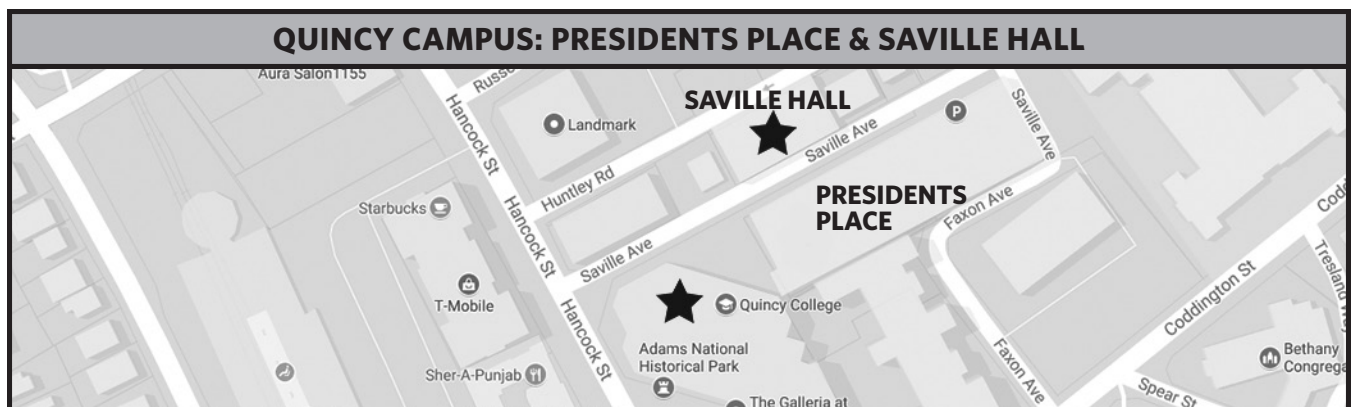 QUINCY CAMPUS: PRESIDENTS PLACE & SAVILLE HALL
Aura Salon1155
Hancock St
Landmark
SAVILLE HALL
Saville Ave
P
Saville Ave
Huntley Rd
Starbucks
Hancock St
PRESIDENTS
PLACE
Faxon Ave
Saville Ave
T-Mobile
Hancock St
Quincy College
Coddington St
Adams National
Historical Park
Sher-A-Punjab
Faxon Ave
Bethany
Spear St
The Galleria at